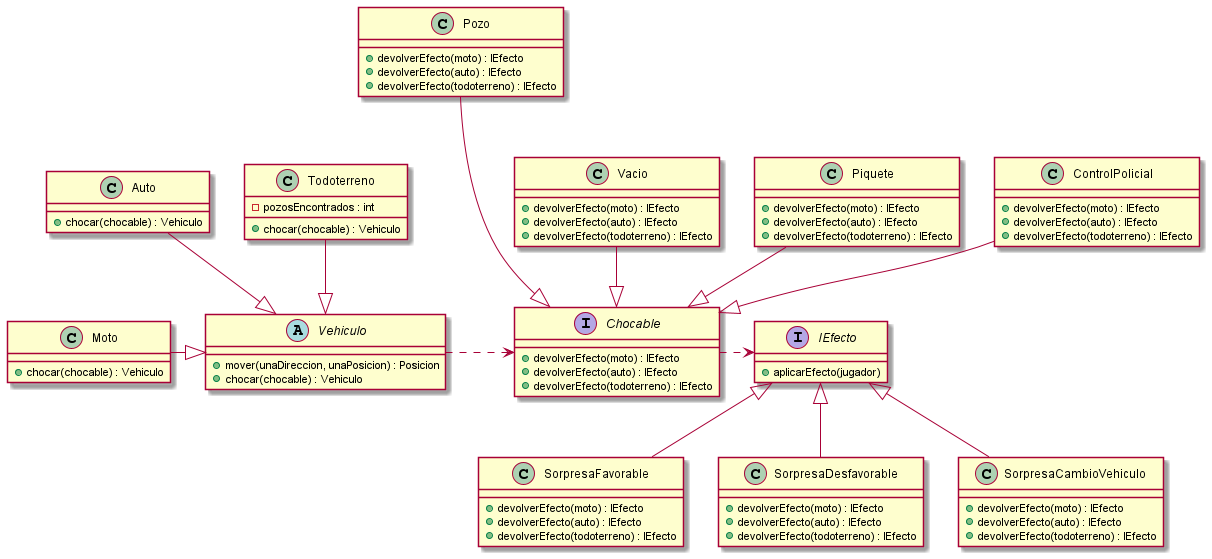 C Pozo
devolverEfecto(moto) : IEfecto
devolverEfecto(auto) : IEfecto
devolverEfecto(todoterreno) : IEfecto
C Auto
chocar(chocable) : Vehiculo
C Todoterreno
pozosEncontrados : int
chocar(chocable) : Vehiculo
C Vacio
devolverEfecto(moto) : IEfecto
devolverEfecto(auto) : IEfecto
devolverEfecto(todoterreno) : IEfecto
C Piquete
devolverEfecto(moto) : IEfecto
devolverEfecto(auto) : IEfecto
devolverEfecto(todoterreno) : IEfecto
C ControlPolicial
devolverEfecto(moto) : IEfecto
devolverEfecto(auto) : IEfecto
devolverEfecto(todoterreno) : IEfecto
C Moto
chocar(chocable) : Vehiculo
A Vehiculo
mover(unaDireccion, unaPosicion) : Posicion
chocar(chocable) : Vehiculo
I Chocable
devolverEfecto(moto) : IEfecto
devolverEfecto(auto) : IEfecto
devolverEfecto(todoterreno) : IEfecto
I IEfecto
aplicarEfecto(jugador)
C SorpresaFavorable
devolverEfecto(moto) : IEfecto
devolverEfecto(auto) : IEfecto
devolverEfecto(todoterreno) : IEfecto
C SorpresaDesfavorable
devolverEfecto(moto) : IEfecto
devolverEfecto(auto) : IEfecto
devolverEfecto(todoterreno) : IEfecto
C SorpresaCambioVehiculo
devolverEfecto(moto) : IEfecto
devolverEfecto(auto) : IEfecto
devolverEfecto(todoterreno) : IEfecto